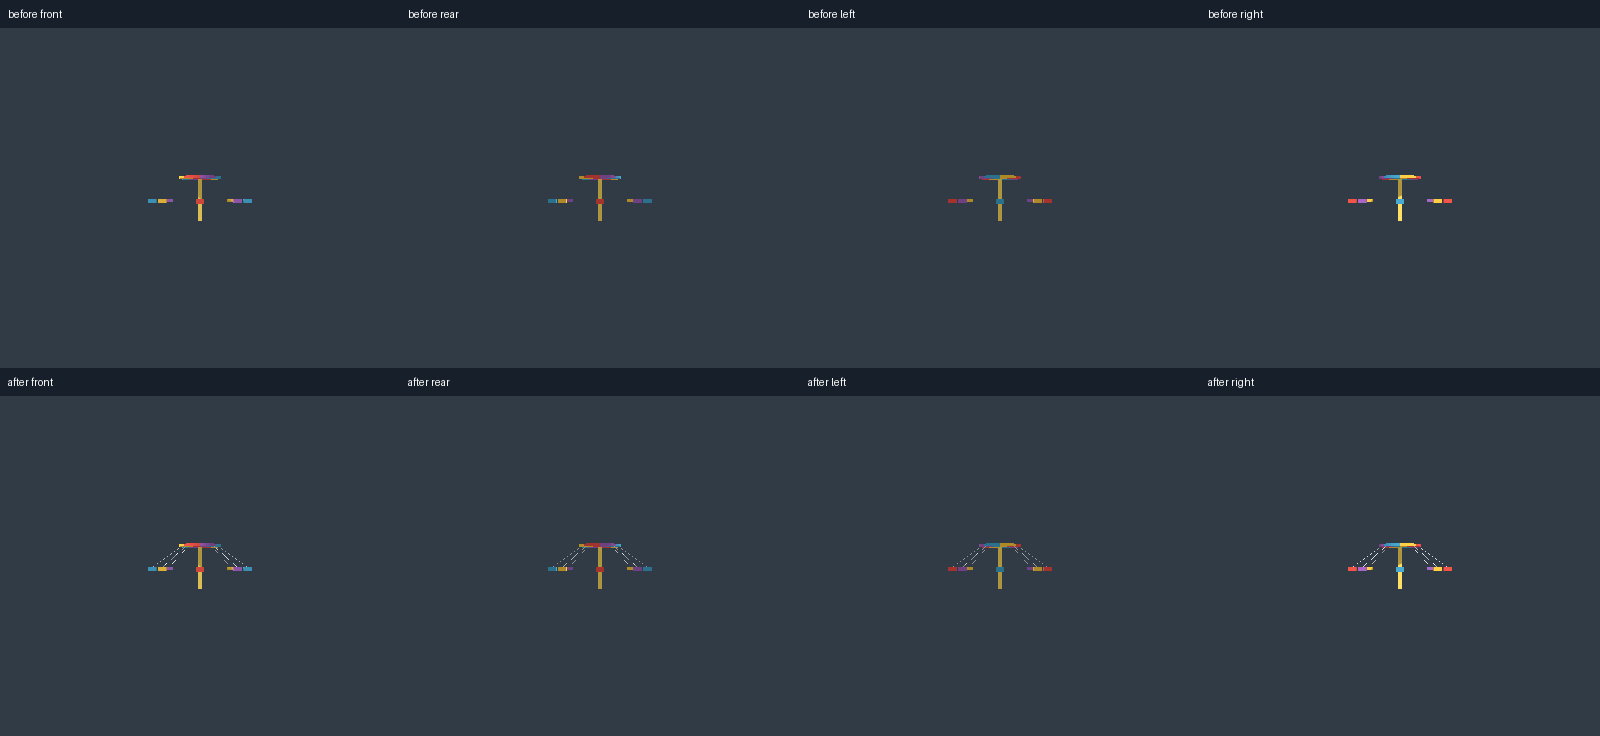 before front
before rear
before left
before right
after front
after rear
after left
after right